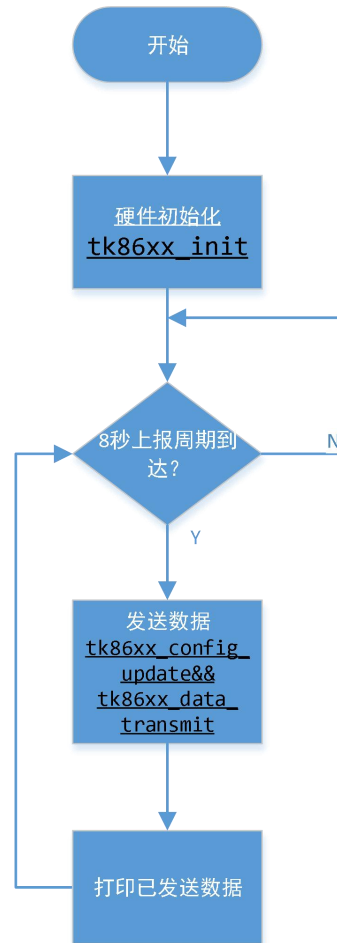 开始
硬件初始化
tk86xx_init
8秒上报周期到
达?
N
Y
发送数据
tk86xx_config_
update&&
tk86xx_data_
transmit
打印已发送数据